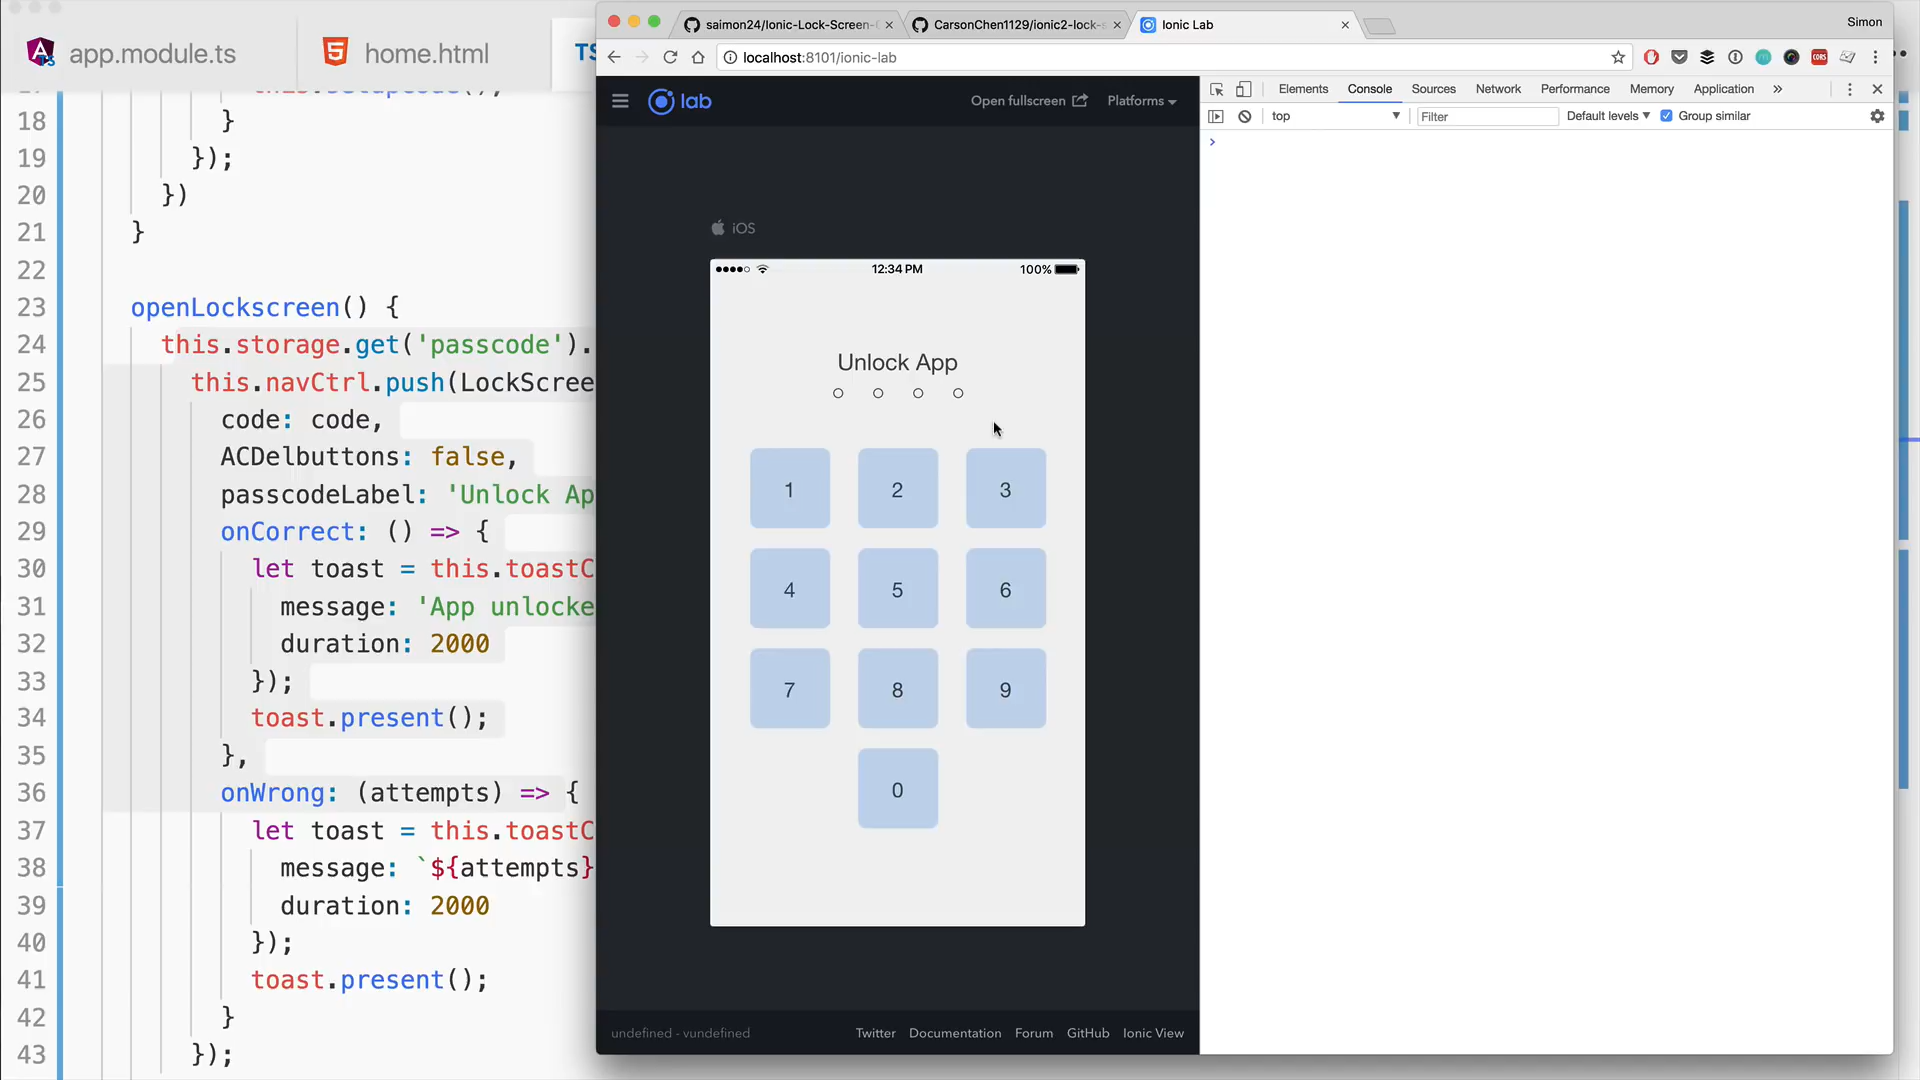 app.module.ts
home.html
TS
18 }
19 });
20 })
21 }
22
23 openLockscreen() {
24 this.storage.get('passcode').
25 this.navCtrl.push(LockScree
26 code: code,
27 ACDelbuttons: false,
28 passcodeLabel: 'Unlock Ap
29 onCorrect: () => {
30 let toast = this.toastC
31 message: 'App unlocke
32 duration: 2000
33 });
34 toast.present();
35 },
36 onWrong: (attempts) => {
37 let toast = this.toastC
38 message: `${attempts}
39 duration: 2000
40 });
41 toast.present();
42 }
43 });
saimon24/Ionic-Lock-Screen-
CarsonChen1129/ionic2-lock-s
Ionic Lab
Simon
localhost:8101/ionic-lab
CORS
lab
Open fullscreen
Platforms
iOS
12:34 PM
100%
Unlock App
1 2 3
4 5 6
7 8 9
0
undefined - vundefined
Twitter Documentation Forum GitHub Ionic View
Elements Console Sources Network Performance Memory Application »
top
Filter
Default levels
Group similar